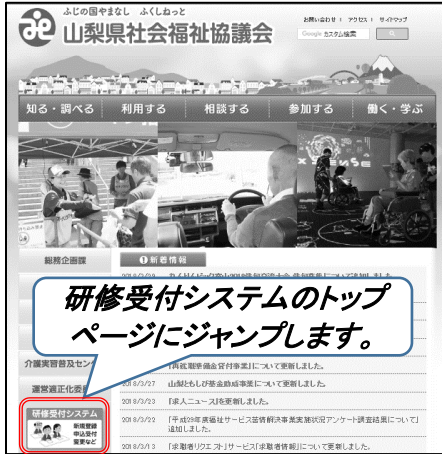 ふじの国やまなし ふくしねっと
山梨県社会福祉協議会
お問い合わせ | アクセス | サイトマップ
Google カスタム検索
知る・調べる
利用する
相談する
参加する
働く・学ぶ
総務企画課
新着情報
研修受付システムのトップ
ページにジャンプします。
介護実習普及セン
「再就職準備金貸付事業」について更新しました。
運営適正化委
2018/3/27 山梨ともしび基金助成事業について更新しました。
2018/3/23 『求人ニュース』を更新しました。
研修受付システム
新規登録
申込受付
変更など
2018/3/22 「平成29年度福祉サービス苦情解決事業実施状況アンケート調査結果について」
追加しました。
2018/3/13 「求職者リクエスト」サービス「求職者情報」について更新しました。